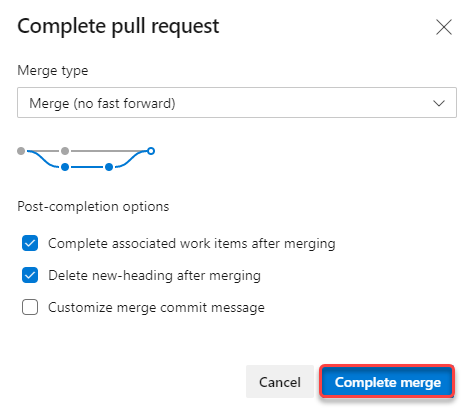 Complete pull request
Merge type
Merge (no fast forward)
Post-completion options
Complete associated work items after merging
Delete new-heading after merging
Customize merge commit message
Cancel
Complete merge